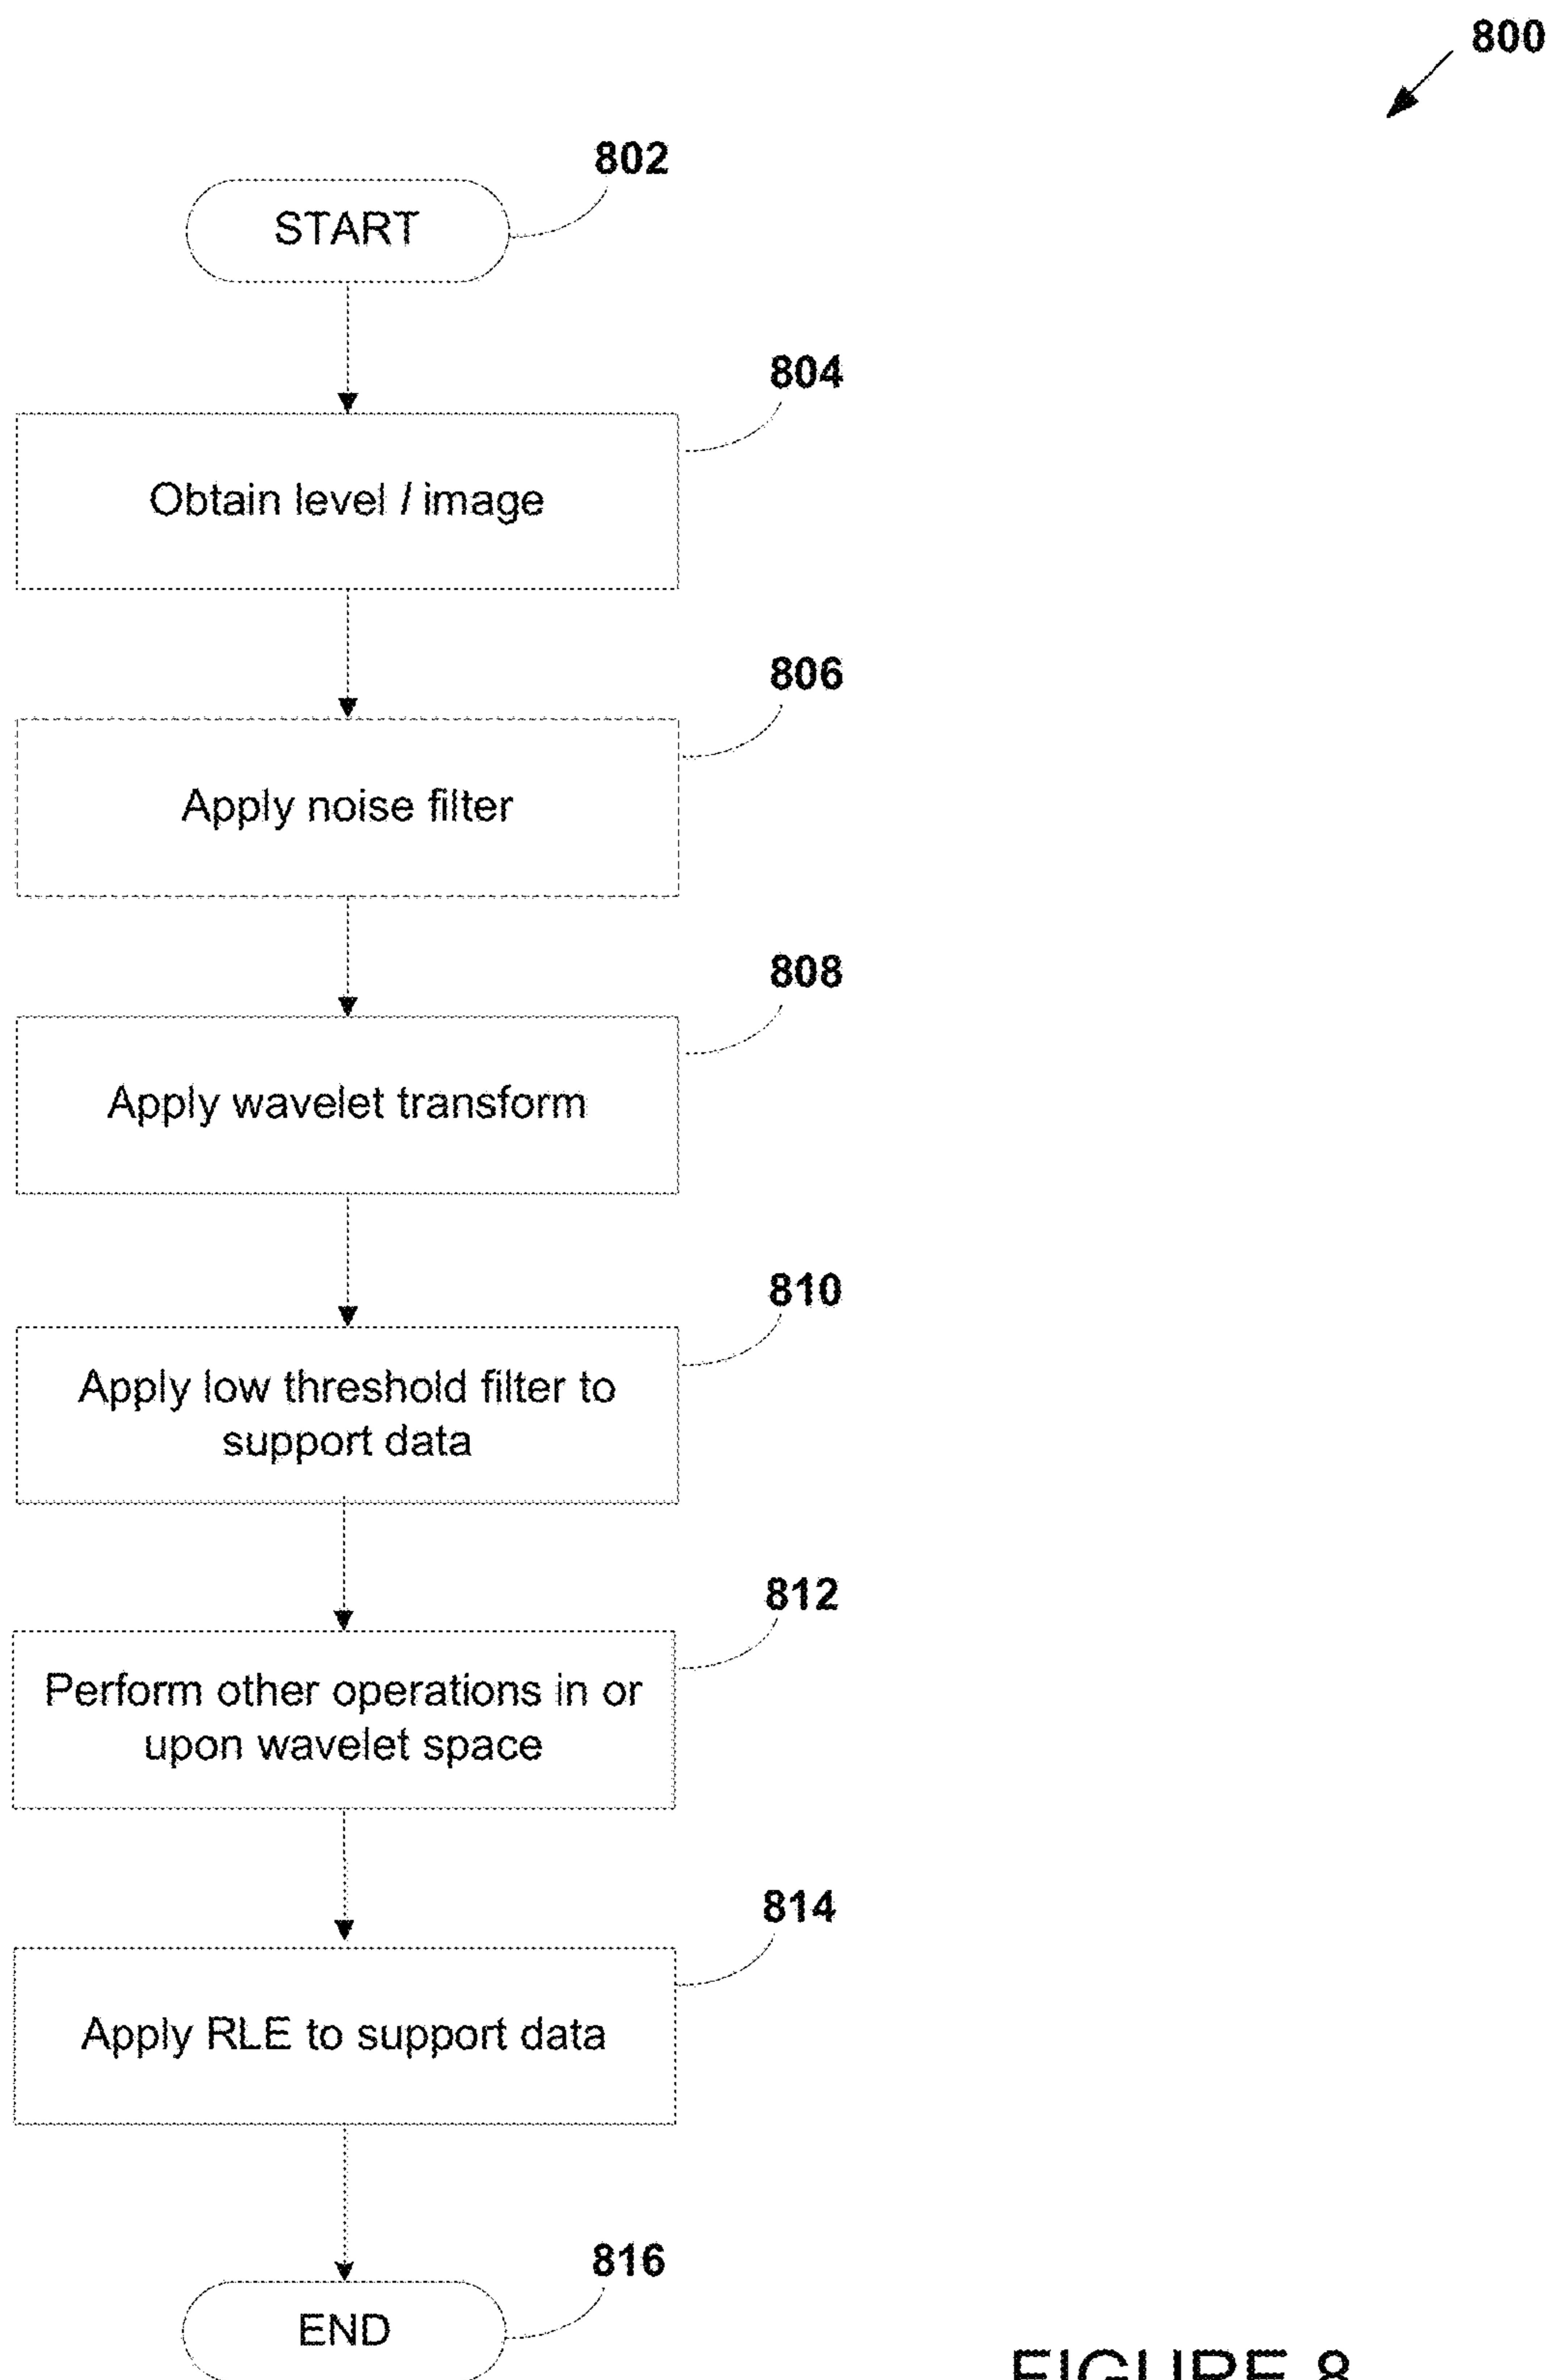 800
802
START
804
Obtain level / image
806
Apply noise filter
808
Apply wavelet transform
810
Apply low threshold filter to
support data
812
Perform other operations in or
upon wavelet space
814
Apply RLE to support data
816
END
FIGURE 8